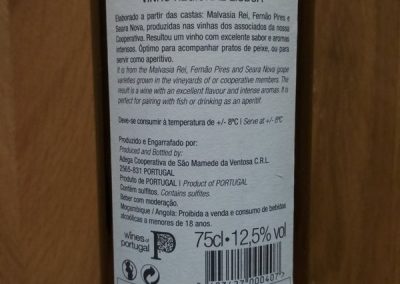 VINHO REGIONAL LISBOA
Elaborado a partir das castas: Malvasia Rei, Fernão Pires e
Seara Nova, produzidas nas vinhas dos associados da nossa
Cooperativa. Resultou um vinho com excelente sabor e aromas
intensos. Óptimo para acompanhar pratos de peixe, ou para
servir como aperitivo.
It is from the Malvasia Rei, Fernão Pires and Seara Nova grape
varieties grown in the vineyards of or cooperative members. The
result is a wine with an excellent flavour and intense aromas. It is
perfect for pairing with fish or drinking as an aperitif.
Deve-se consumir à temperatura de +/- 8ºC | Serve at +/- 8ºC
Produzido e Engarrafado por:
Produced and Bottled by:
Adega Cooperativa de São Mamede da Ventosa C.R.L.
2565-831 PORTUGAL
Produto de PORTUGAL | Product of PORTUGAL
Contém sulfitos. Contains sulfites.
Beber com moderação.
Moçambique / Angola: Proibida a venda e consumo de bebidas
alcoólicas a menores de 18 anos.
wines of
portugal
75cl·12,5% vol